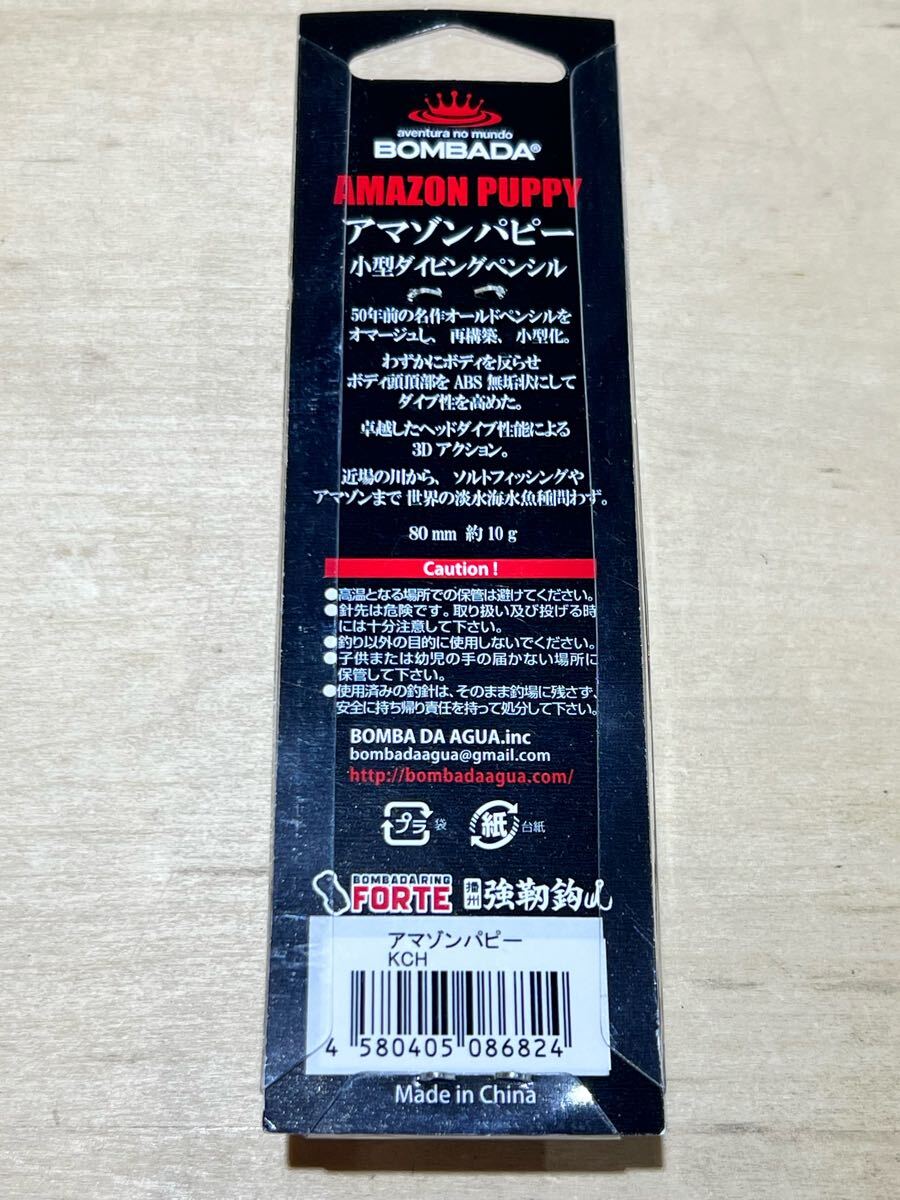 aventura no mundo
BOMBADA®
AMAZON PUPPY
アマゾンパピー
小型ダイビングペンシル
50年前の名作オールドペンシルを
オマージュし、再構築、小型化。
わずかにボディを反らせ
ボディ頭頂部を ABS 無垢状にして
ダイブ性を高めた。
卓越したヘッドダイブ性能による
3D アクション。
近場の川から、ソルトフィッシングや
アマゾンまで 世界の淡水海水魚種問わず。
80mm 約10g
Caution !
●高温となる場所での保管は避けてください。
●針先は危険です。取り扱い及び投げる時
には十分注意して下さい。
●釣り以外の目的に使用しないでください。
●子供または幼児の手の届かない場所に
保管して下さい。
●使用済みの釣針は、そのまま釣場に残さず、
安全に持ち帰り責任を持って処分して下さい。
BOMBA DA AGUA.inc
bombadaagua@gmail.com
http://bombadaagua.com/
プラ 袋 紙 台紙
BOMBADA RING
FORTE 播州 強靭鈎
アマゾンパピー
KCH
4 580405 086824
Made in China